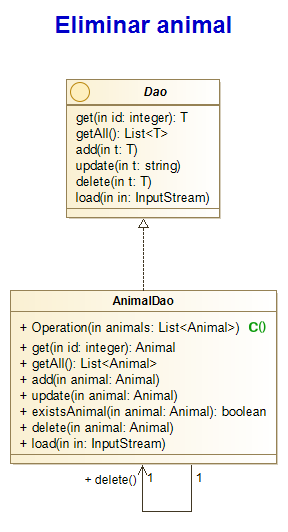 Eliminar animal
Dao
get(in id: integer): T
getAll(): List<T>
add(in t: T)
update(in t: string)
delete(in t: T)
load(in in: InputStream)
AnimalDao
+ Operation(in animals: List<Animal>) C()
+ get(in id: integer): Animal
+ getAll(): List<Animal>
+ add(in animal: Animal)
+ update(in animal: Animal)
+ existsAnimal(in animal: Animal): boolean
+ delete(in animal: Animal)
+ load(in in: InputStream)
+ delete() 1 1